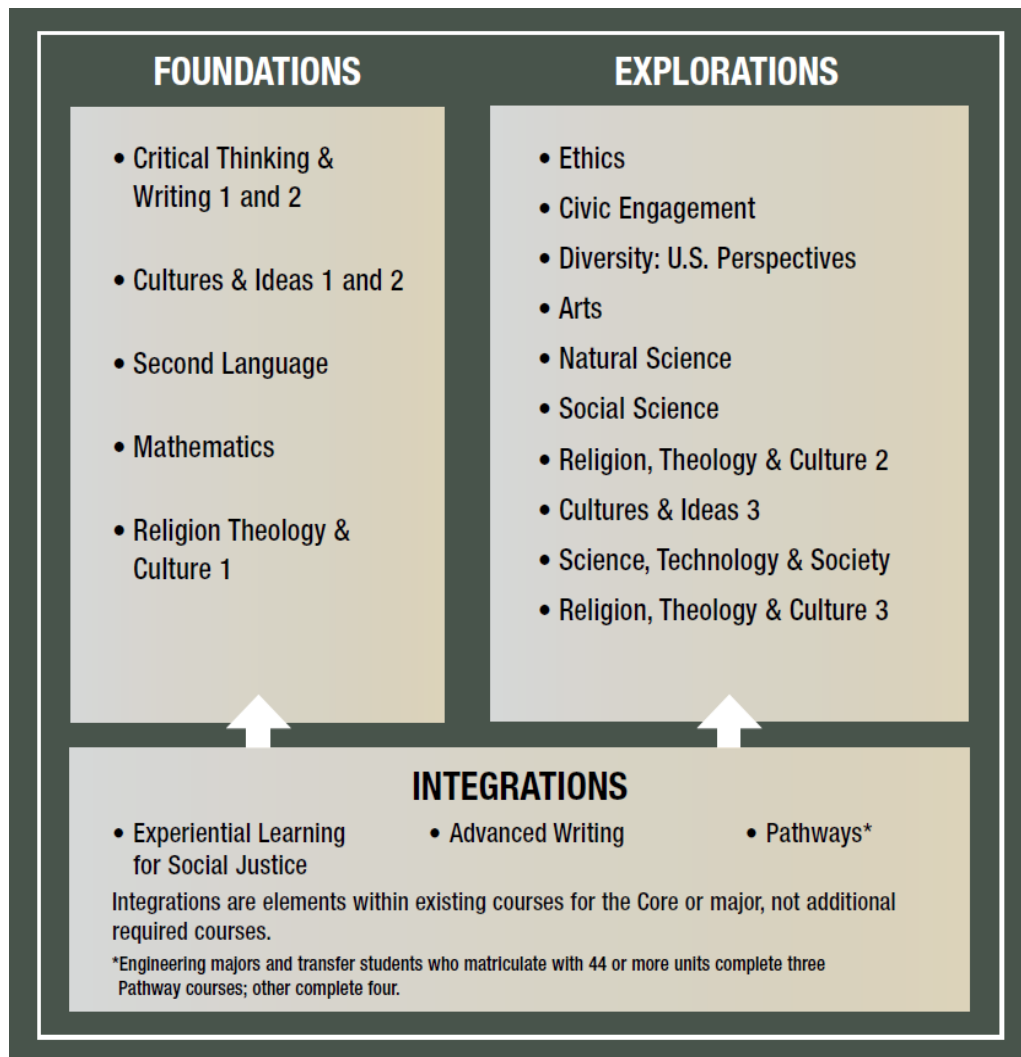 FOUNDATIONS
• Critical Thinking &
Writing 1 and 2
• Cultures & Ideas 1 and 2
• Second Language
• Mathematics
• Religion Theology &
Culture 1
EXPLORATIONS
• Ethics
• Civic Engagement
• Diversity: U.S. Perspectives
• Arts
• Natural Science
• Social Science
• Religion, Theology & Culture 2
• Cultures & Ideas 3
• Science, Technology & Society
• Religion, Theology & Culture 3
INTEGRATIONS
• Experiential Learning
for Social Justice
• Advanced Writing
• Pathways*
Integrations are elements within existing courses for the Core or major, not additional
required courses.
*Engineering majors and transfer students who matriculate with 44 or more units complete three
Pathway courses; other complete four.